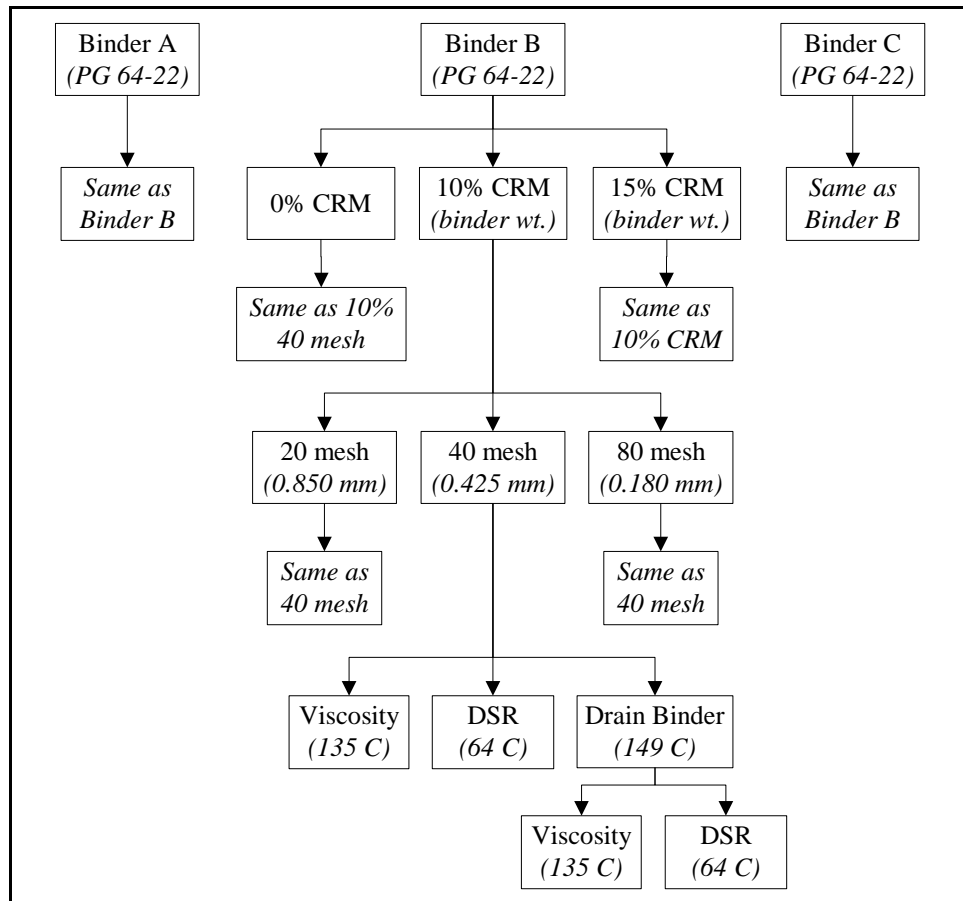 Binder A
(PG 64-22)
Binder B
(PG 64-22)
Binder C
(PG 64-22)
Same as
Binder B
0% CRM
10% CRM
(binder wt.)
15% CRM
(binder wt.)
Same as
Binder B
Same as 10%
40 mesh
Same as
10% CRM
20 mesh
(0.850 mm)
40 mesh
(0.425 mm)
80 mesh
(0.180 mm)
Same as
40 mesh
Same as
40 mesh
Viscosity
(135 C)
DSR
(64 C)
Drain Binder
(149 C)
Viscosity
(135 C)
DSR
(64 C)